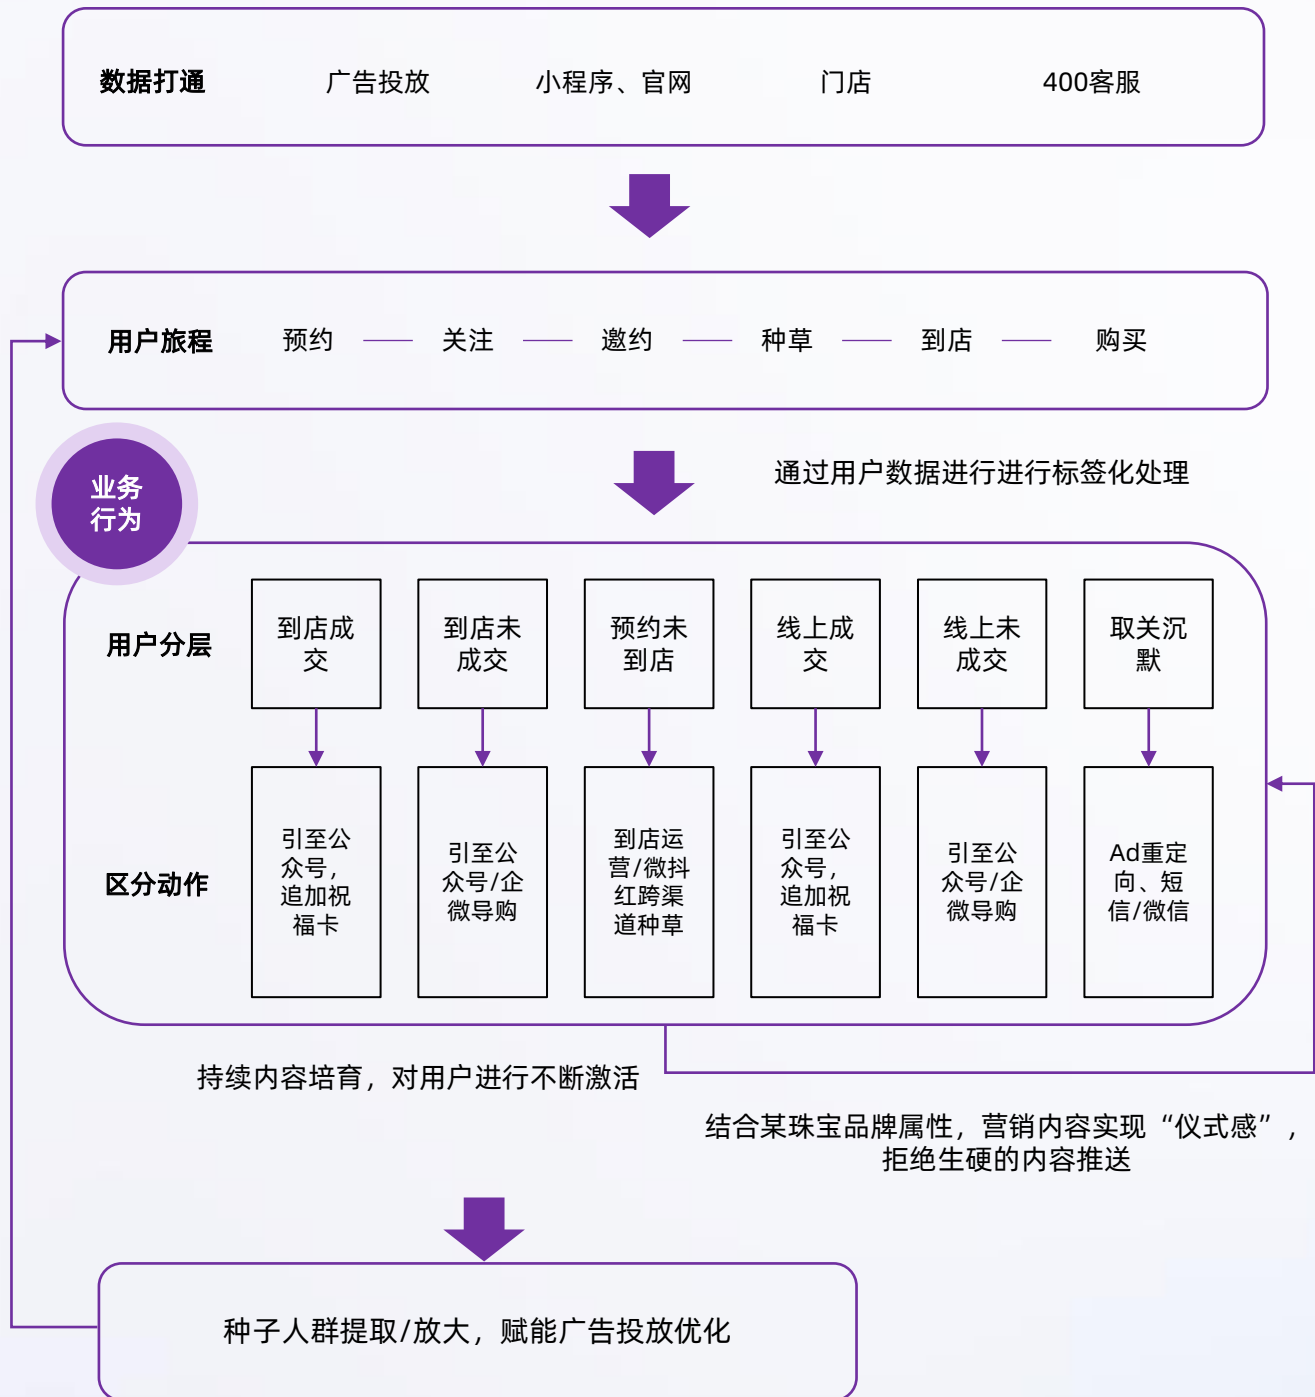 数据打通 广告投放 小程序、官网 门店 400客服
用户旅程 预约 关注 邀约 种草 到店 购买
业务
行为
通过用户数据进行进行标签化处理
用户分层
到店成
交
到店未
成交
预约未
到店
线上成
交
线上未
成交
取关沉
默
区分动作
引至公
众号，
追加祝
福卡
引至公
众号/企
微导购
到店运
营/微抖
红跨渠
道种草
引至公
众号，
追加祝
福卡
引至公
众号/企
微导购
Ad重定
向、短
信/微信
持续内容培育，对用户进行不断激活
结合某珠宝品牌属性，营销内容实现“仪式感”，
拒绝生硬的内容推送
种子人群提取/放大，赋能广告投放优化